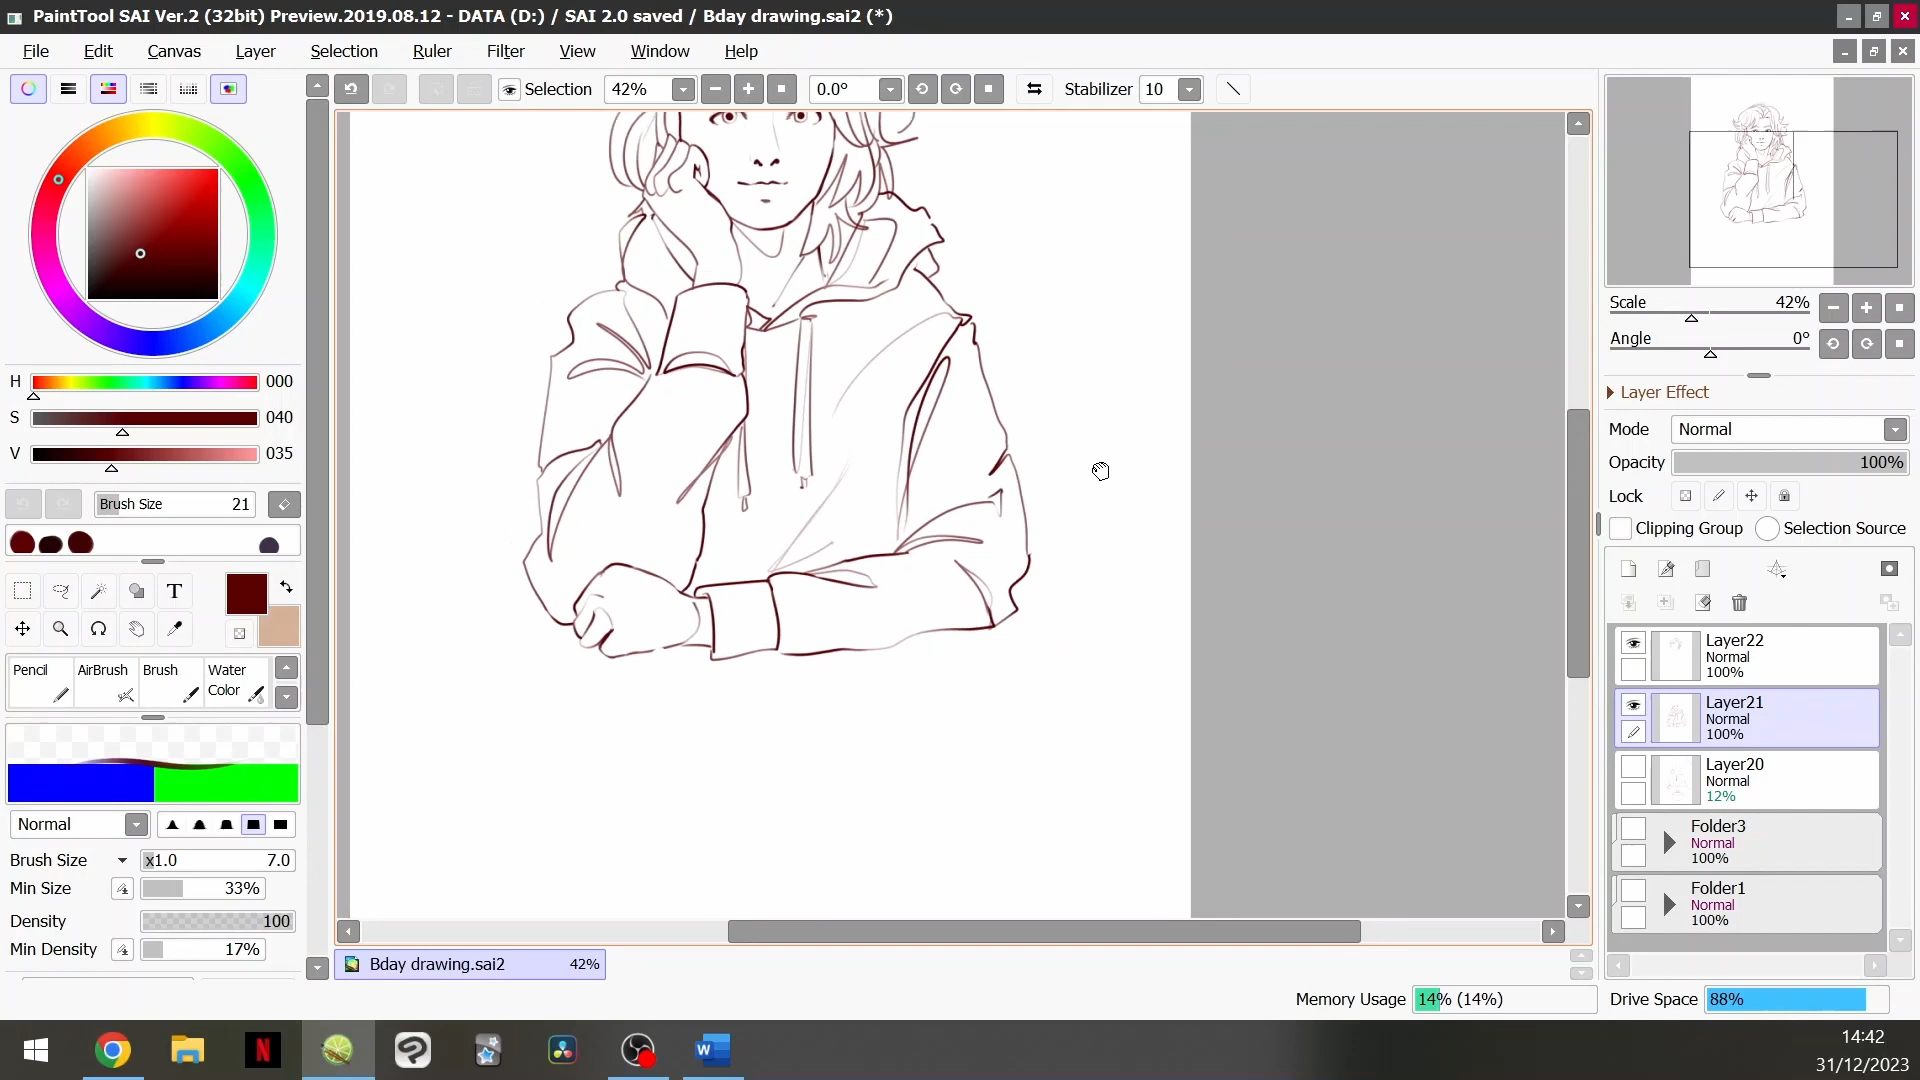 PaintTool SAI Ver.2 (32bit) Preview.2019.08.12 - DATA (D:) / SAI 2.0 saved / Bday drawing.sai2 (*)
File Edit Canvas Layer Selection Ruler Filter View Window Help
Selection 42% 0.0° Stabilizer 10
H 000
S 040
V 035
Brush Size 21
T
Pencil AirBrush Brush Water Color
Normal
Brush Size x1.0 7.0
Min Size 33%
Density 100
Min Density 17%
Bday drawing.sai2 42%
Scale 42%
Angle 0°
Layer Effect
Mode Normal
Opacity 100%
Lock
Clipping Group Selection Source
Layer22
Normal
100%
Layer21
Normal
100%
Layer20
Normal
12%
Folder3
Normal
100%
Folder1
Normal
100%
Memory Usage 14% (14%) Drive Space 88%
N
W
14:42
31/12/2023